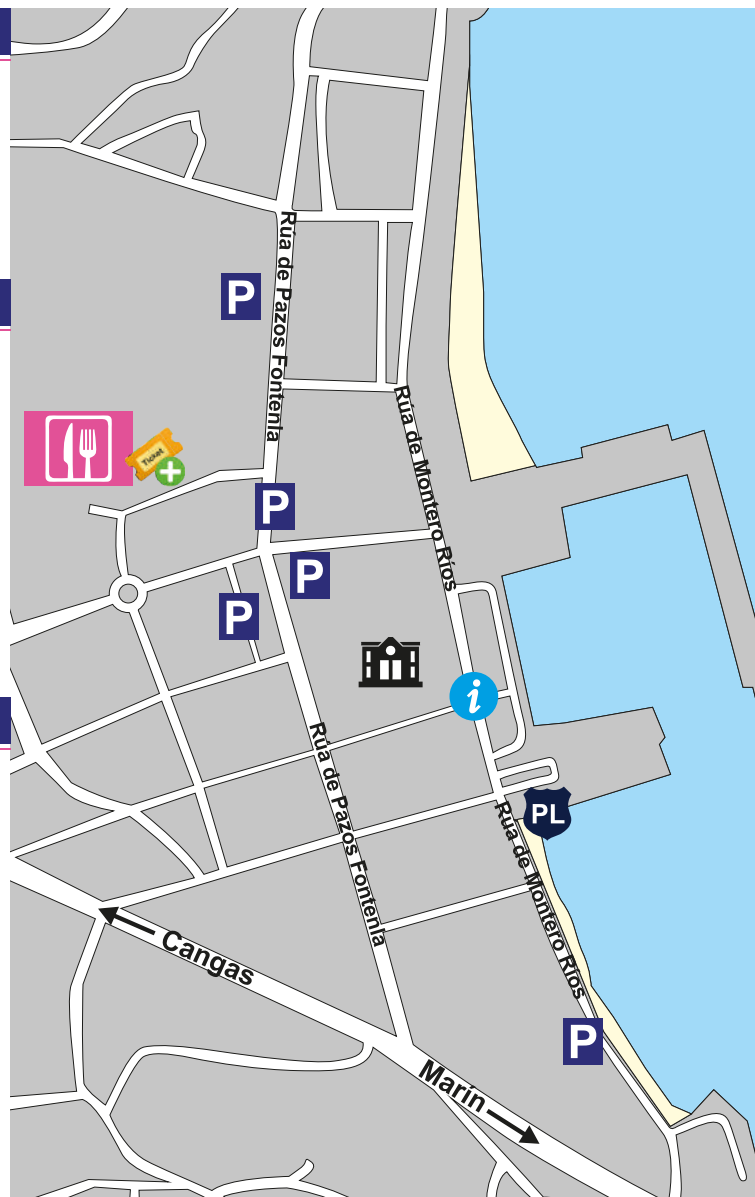 Rúa de Pazos Fontenla
P
Rúa de Montero Ríos
Ticket
P
P
P
i
Rúa de Pazos Fontenla
PL
Rúa de Montero Ríos
Cangas
P
Marín